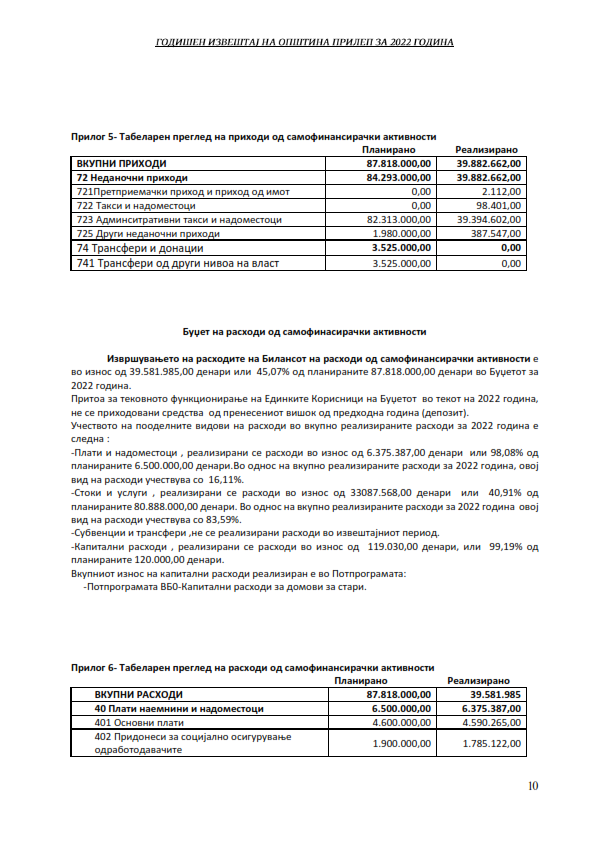 ГОДИШЕН ИЗВЕШТАЈ НА ОПШТИНА ПРИЛЕП ЗА 2022 ГОДИНА
Прилог 5- Табеларен преглед на приходи од самофинансирачки активности
Планирано Реализирано
ВКУПНИ ПРИХОДИ 87.818.000,00 39.882.662,00
72 Неданочни приходи 84.293.000,00 39.882.662,00
721Претприемачки приход и приход од имот 0,00 2.112,00
722 Такси и надоместоци 0,00 98.401,00
723 Админситративни такси и надоместоци 82.313.000,00 39.394.602,00
725 Други неданочни приходи 1.980.000,00 387.547,00
74 Трансфери и донации 3.525.000,00 0,00
741 Трансфери од други нивоа на власт 3.525.000,00 0,00
Буџет на расходи од самофинасирачки активности
Извршувањето на расходите на Билансот на расходи од самофинансирачки активности е
во износ од 39.581.985,00 денари или 45,07% од планираните 87.818.000,00 денари во Буџетот за
2022 година.
Притоа за тековното функционирање на Единките Корисници на Буџетот во текот на 2022 година,
не се приходовани средства од пренесениот вишок од предходна година (депозит).
Учеството на пооделните видови на расходи во вкупно реализираните расходи за 2022 година е
следна :
-Плати и надоместоци , реализирани се расходи во износ од 6.375.387,00 денари или 98,08% од
планираните 6.500.000,00 денари.Во однос на вкупно реализираните расходи за 2022 година, овој
вид на расходи учествува со 16,11%.
-Стоки и услуги , реализирани се расходи во износ од 33087.568,00 денари или 40,91% од
планираните 80.888.000,00 денари. Во однос на вкупно реализираните расходи за 2022 година овој
вид на расходи учествува со 83,59%.
-Субвенции и трансфери ,не се реализирани расходи во извештајниот период.
-Капитални расходи , реализирани се расходи во износ од 119.030,00 денари, или 99,19% од
планираните 120.000,00 денари.
Вкупниот износ на капитални расходи реализиран е во Потпрограмата:
-Потпрограмата ВБ0-Капитални расходи за домови за стари.
Прилог 6- Табеларен преглед на расходи од самофинансирачки активности
Планирано Реализирано
ВКУПНИ РАСХОДИ 87.818.000,00 39.581.985
40 Плати наемнини и надоместоци 6.500.000,00 6.375.387,00
401 Основни плати 4.600.000,00 4.590.265,00
402 Придонеси за социјално осигурување
одработодавачите 1.900.000,00 1.785.122,00
10